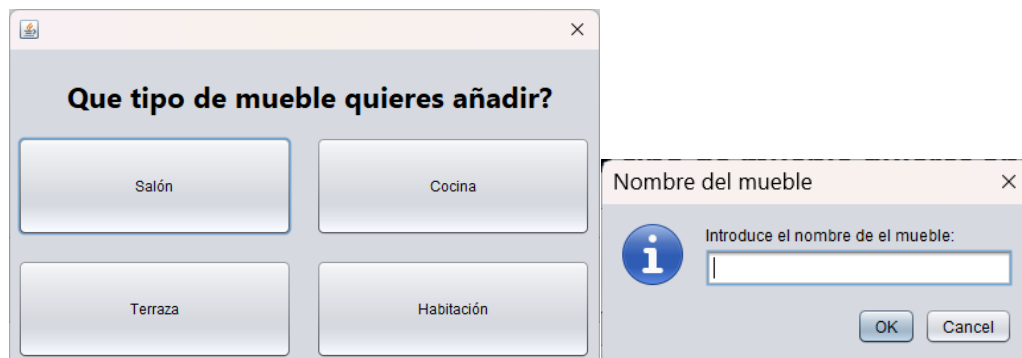 Que tipo de mueble quieres añadir?
Salón
Cocina
Terraza
Habitación
Nombre del mueble
Introduce el nombre de el mueble:
OK
Cancel